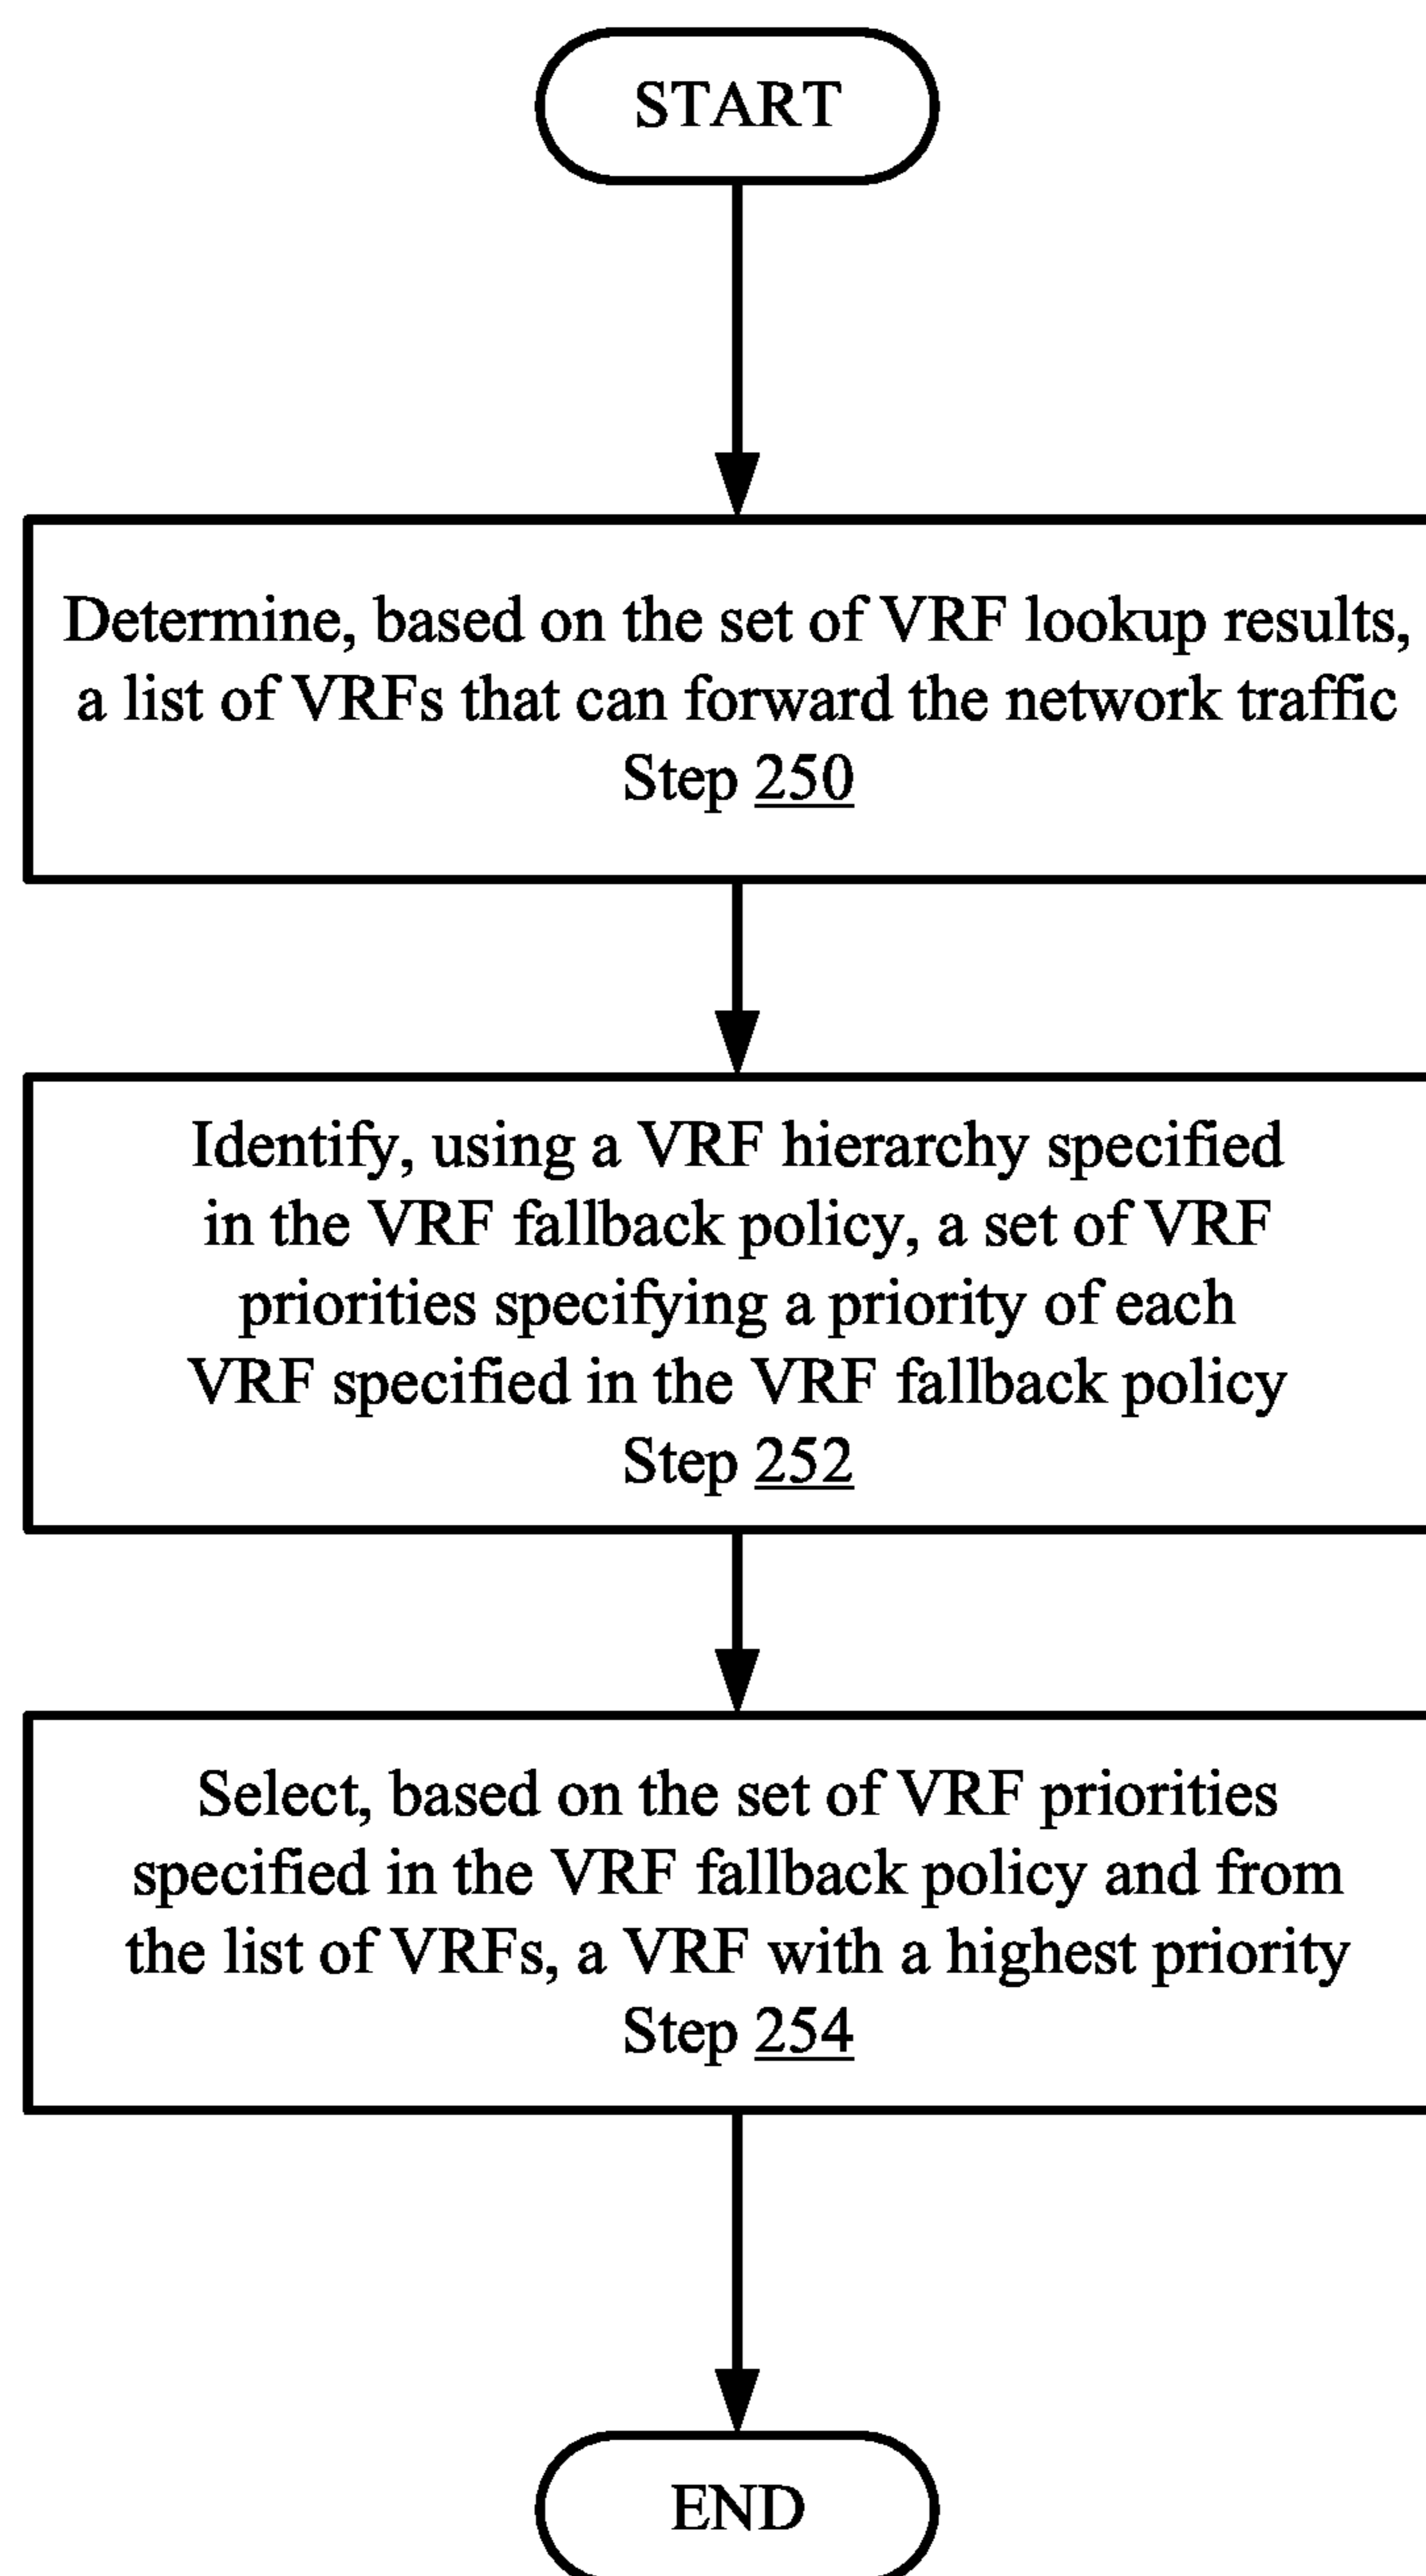 START
Determine, based on the set of VRF lookup results,
a list of VRFs that can forward the network traffic
Step 250
Identify, using a VRF hierarchy specified
in the VRF fallback policy, a set of VRF
priorities specifying a priority of each
VRF specified in the VRF fallback policy
Step 252
Select, based on the set of VRF priorities
specified in the VRF fallback policy and from
the list of VRFs, a VRF with a highest priority
Step 254
END